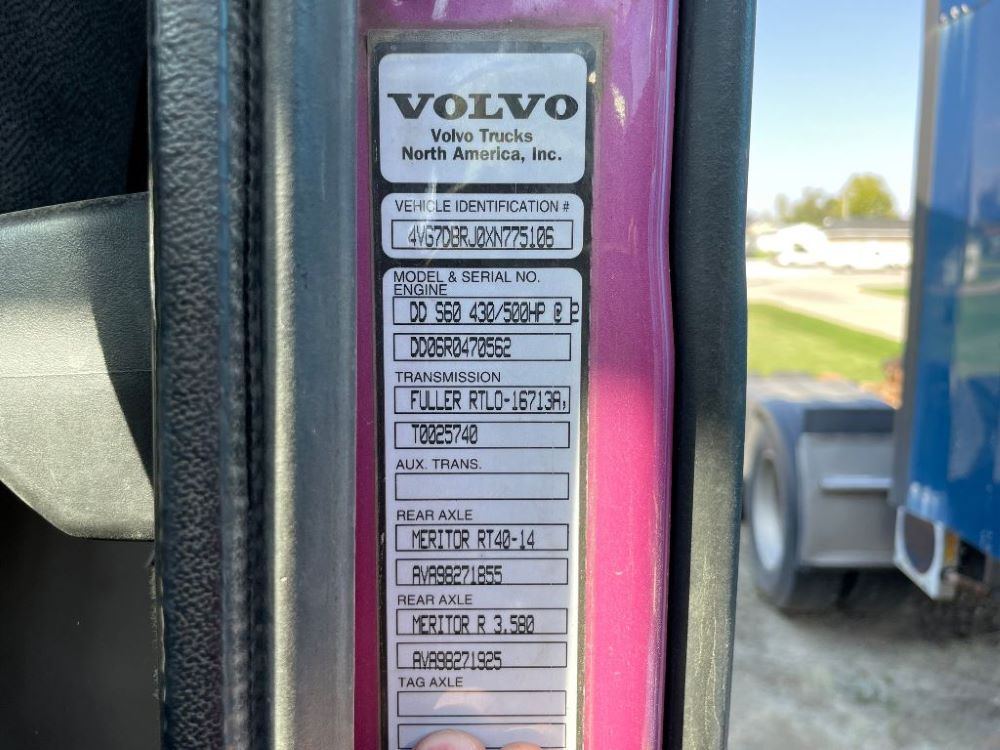 VOLVO
Volvo Trucks
North America, Inc.
VEHICLE IDENTIFICATION #
4VG7DBRJ0XN775106
MODEL & SERIAL NO.
ENGINE
DD S60 430/500HP @ 2
DD06R0470562
TRANSMISSION
FULLER RTLO-16713A,
T0025740
AUX. TRANS.
REAR AXLE
MERITOR RT40-14
AVA98271855
REAR AXLE
MERITOR R 3.580
AVA98271925
TAG AXLE